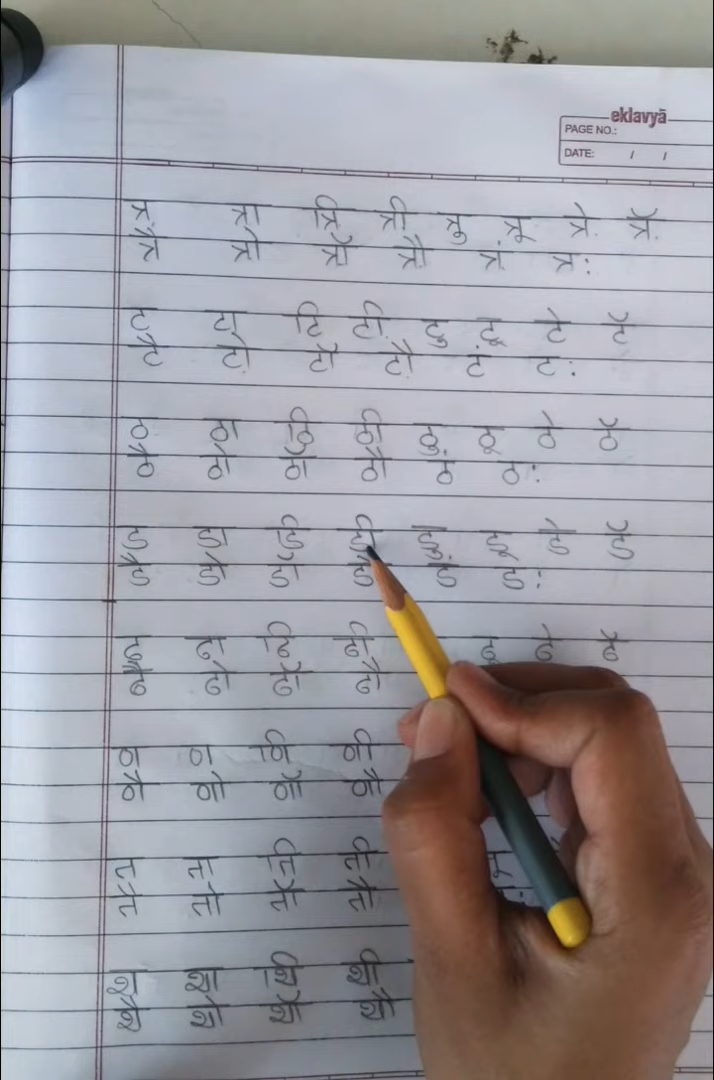 eklavyā
PAGE NO.:
DATE: / /
त्र त्रा त्रि त्री त्रु त्रू त्रे त्रॅ
त्रै त्रो त्रॉ त्रौ त्रं त्रः
ट टा टि टी टु टू टे टॅ
टै टो टॉ टौ टं टः
ठ ठा ठि ठी ठु ठू ठे ठॅ
ठै ठो ठॉ ठौ ठं ठः
ड डा डि डी डु डू डे डॅ
डै डो डॉ डौ डं डः
ढ ढा ढि ढी ढू ढे ढॅ
ढै ढो ढॉ ढौ
ण णा णि णी
णै णो णॉ णौ
त ता ति ती तू
तै तो तॉ तौ
थ था थि थी
थै थो थॉ थौ